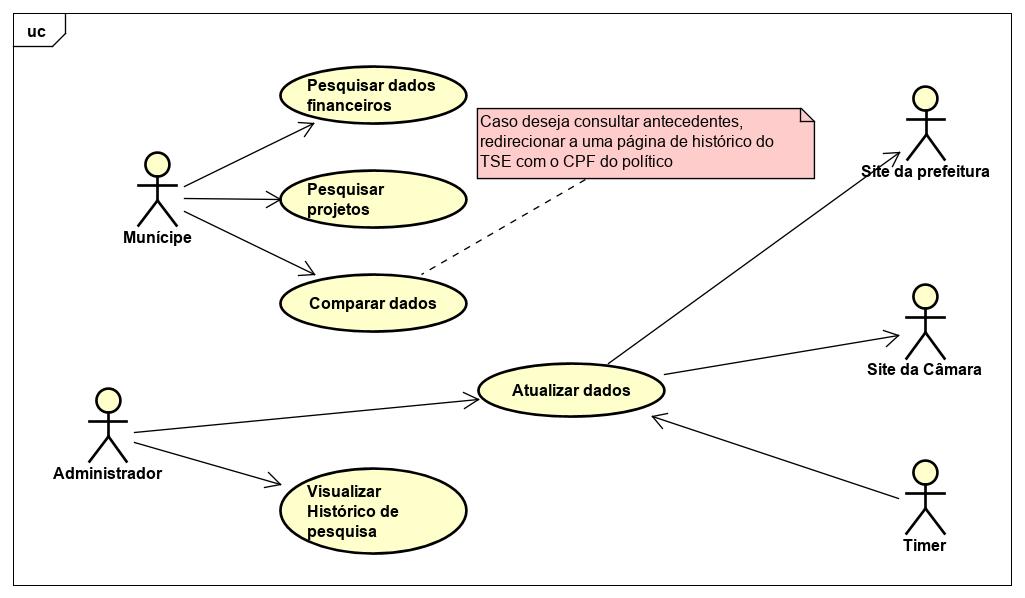 uc
Pesquisar dados
financeiros
Caso deseja consultar antecedentes,
redirecionar a uma página de histórico do
TSE com o CPF do político
Site da prefeitura
Pesquisar
projetos
Munícipe
Comparar dados
Site da Câmara
Atualizar dados
Administrador
Visualizar
Histórico de
pesquisa
Timer